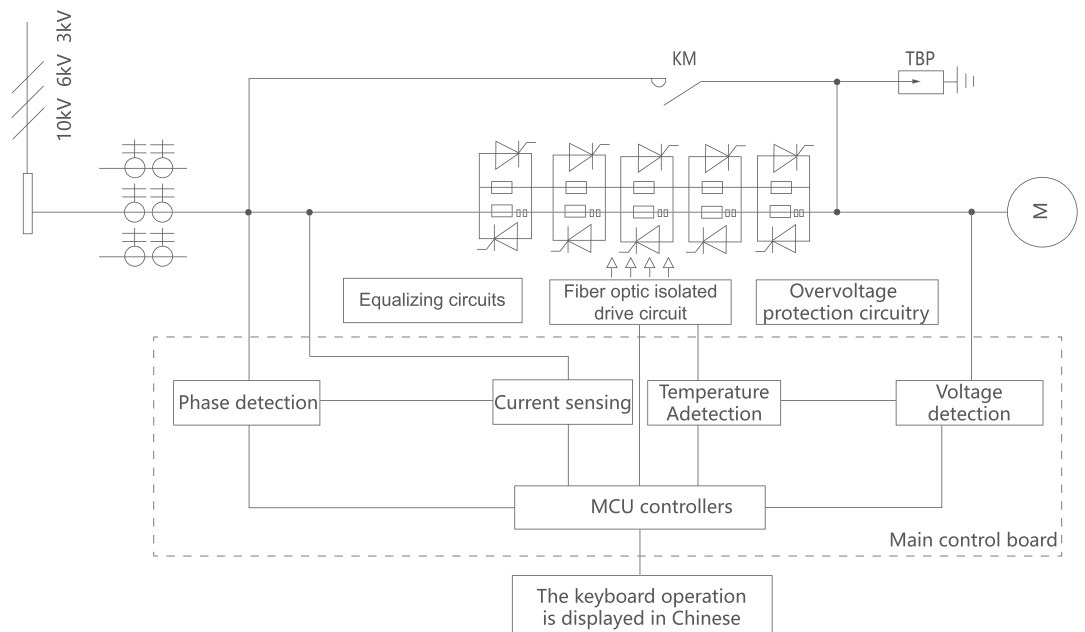 10kV 6kV 3kV
KM
TBP
M
Equalizing circuits
Fiber optic isolated
drive circuit
Overvoltage
protection circuitry
Phase detection
Current sensing
Temperature
Adetection
Voltage
detection
MCU controllers
Main control board
The keyboard operation
is displayed in Chinese